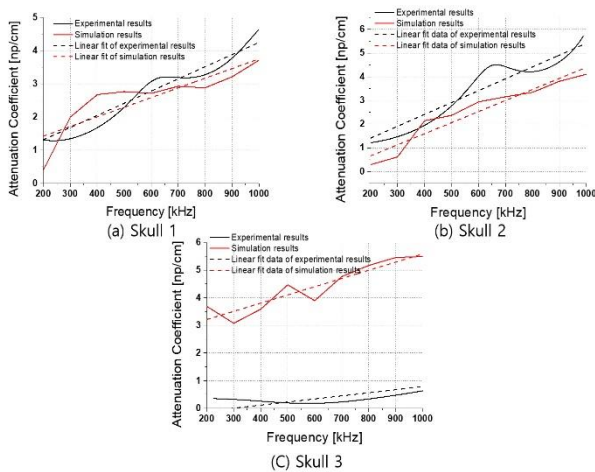 Experimental results
Simulation results
Linear fit of experimental results
Linear fit of simulation results
Attenuation Coefficient [np/cm]
5
4
3
2
1
0
200 300 400 500 600 700 800 900 1000
Frequency [kHz]
(a) Skull 1
Experimental results
Simulation results
Linear fit data of experimental results
Linear fit data of simulation results
Attenuation Coefficient [np/cm]
6
5
4
3
2
1
0
200 300 400 500 600 700 800 900 1000
Frequency [kHz]
(b) Skull 2
Experimental results
Simulation results
Linear fit data of experimental results
Linear fit data of simulation results
Attenuation Coefficient [np/cm]
6
5
4
3
2
1
0
200 300 400 500 600 700 800 900 1000
Frequency [kHz]
(C) Skull 3